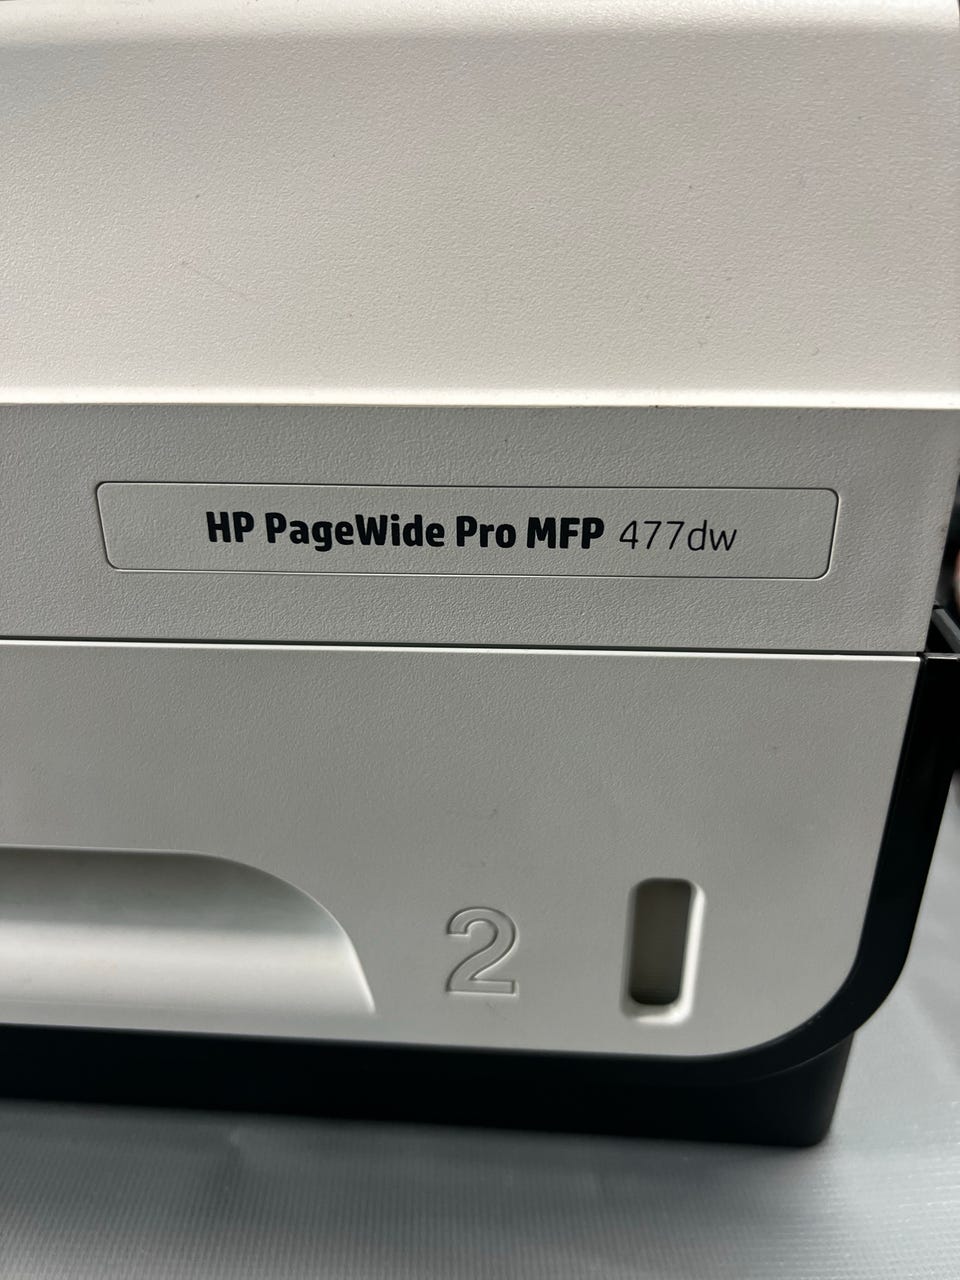 HP PageWide Pro MFP 477dw
2